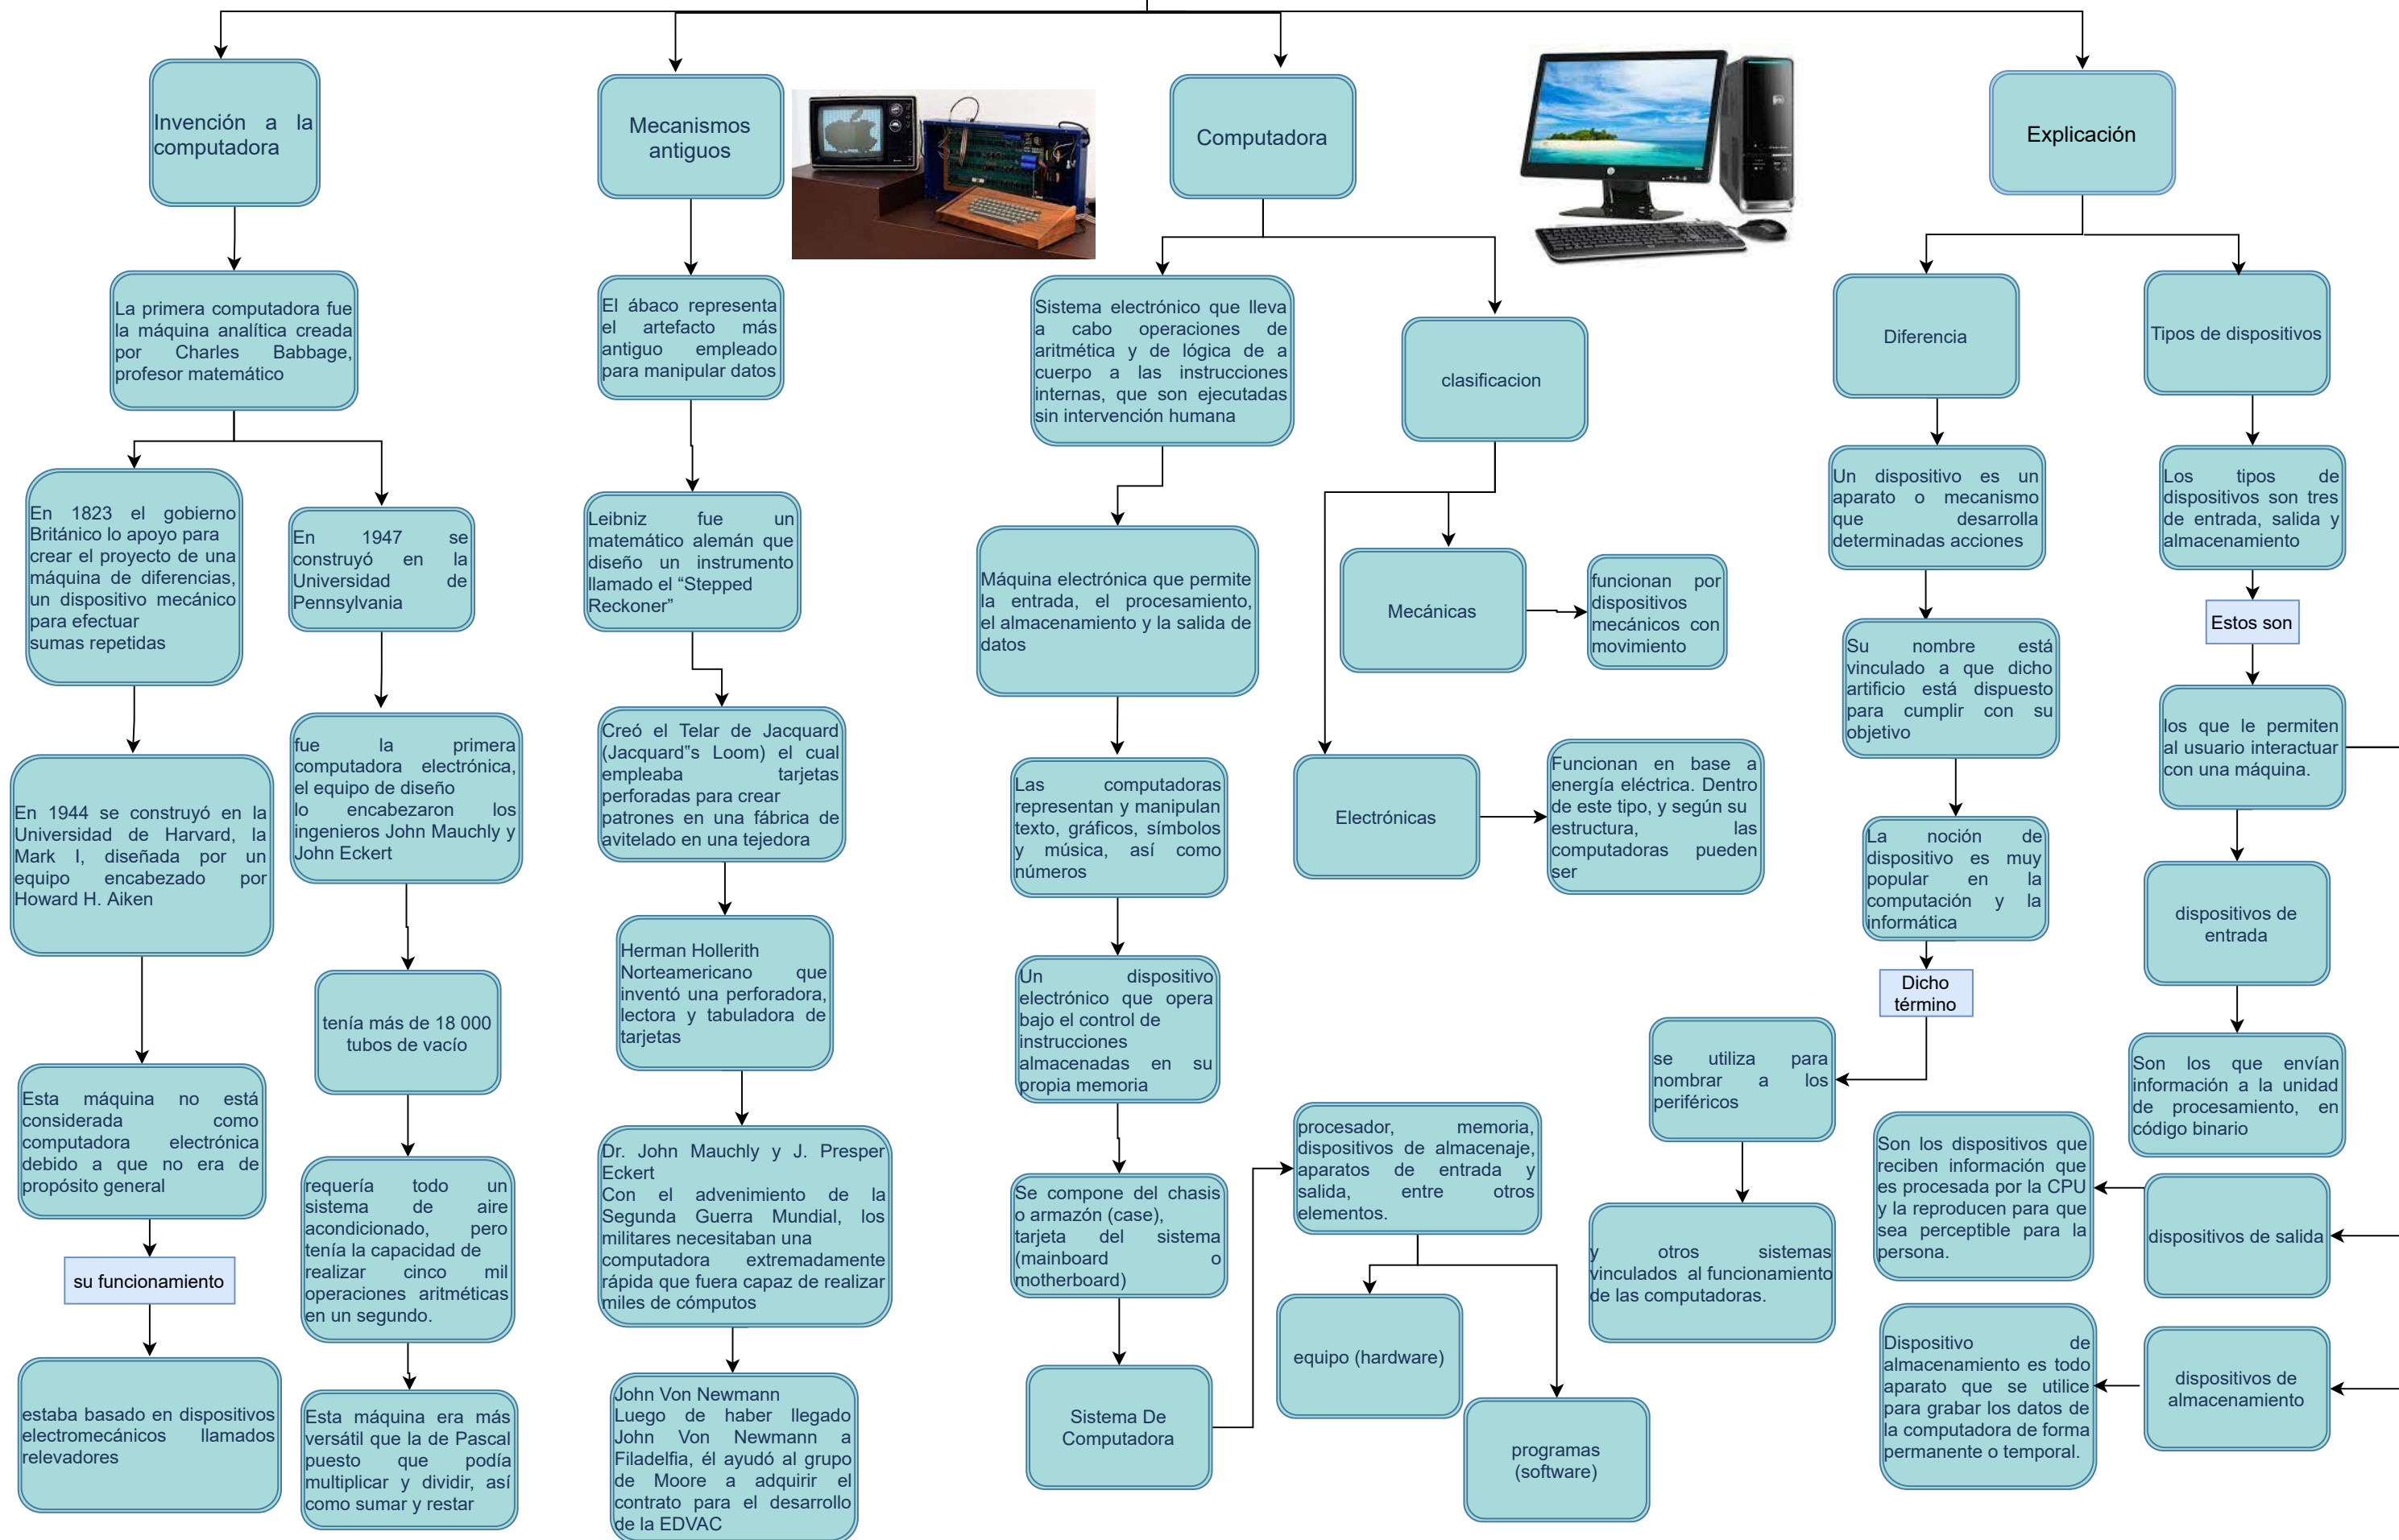 Invención a la
computadora
La primera computadora fue
la máquina analítica creada
por Charles Babbage,
profesor matemático
En 1823 el gobierno
Británico lo apoyo para
crear el proyecto de una
máquina de diferencias,
un dispositivo mecánico
para efectuar
sumas repetidas
En 1944 se construyó en la
Universidad de Harvard, la
Mark I, diseñada por un
equipo encabezado por
Howard H. Aiken
Esta máquina no está
considerada como
computadora electrónica
debido a que no era de
propósito general
su funcionamiento
estaba basado en dispositivos
electromecánicos llamados
relevadores
En 1947 se
construyó en la
Universidad de
Pennsylvania
fue la primera
computadora electrónica,
el equipo de diseño
lo encabezaron los
ingenieros John Mauchly y
John Eckert
tenía más de 18 000
tubos de vacío
requería todo un
sistema de aire
acondicionado, pero
tenía la capacidad de
realizar cinco mil
operaciones aritméticas
en un segundo.
Esta máquina era más
versátil que la de Pascal
puesto que podía
multiplicar y dividir, así
como sumar y restar
Mecanismos
antiguos
El ábaco representa
el artefacto más
antiguo empleado
para manipular datos
Leibniz fue un
matemático alemán que
diseño un instrumento
llamado el “Stepped
Reckoner”
Creó el Telar de Jacquard
(Jacquard"s Loom) el cual
empleaba tarjetas
perforadas para crear
patrones en una fábrica de
avitelado en una tejedora
Herman Hollerith
Norteamericano que
inventó una perforadora,
lectora y tabuladora de
tarjetas
Dr. John Mauchly y J. Presper
Eckert
Con el advenimiento de la
Segunda Guerra Mundial, los
militares necesitaban una
computadora extremadamente
rápida que fuera capaz de realizar
miles de cómputos
John Von Newmann
Luego de haber llegado
John Von Newmann a
Filadelfia, él ayudó al grupo
de Moore a adquirir el
contrato para el desarrollo
de la EDVAC
Computadora
Sistema electrónico que lleva
a cabo operaciones de
aritmética y de lógica de a
cuerpo a las instrucciones
internas, que son ejecutadas
sin intervención humana
Máquina electrónica que permite
la entrada, el procesamiento,
el almacenamiento y la salida de
datos
Las computadoras
representan y manipulan
texto, gráficos, símbolos
y música, así como
números
Un dispositivo
electrónico que opera
bajo el control de
instrucciones
almacenadas en su
propia memoria
Se compone del chasis
o armazón (case),
tarjeta del sistema
(mainboard o
motherboard)
Sistema De
Computadora
procesador, memoria,
dispositivos de almacenaje,
aparatos de entrada y
salida, entre otros
elementos.
equipo (hardware)
programas
(software)
clasificacion
Mecánicas
funcionan por
dispositivos
mecánicos con
movimiento
Electrónicas
Funcionan en base a
energía eléctrica. Dentro
de este tipo, y según su
estructura, las
computadoras pueden
ser
Explicación
Diferencia
Un dispositivo es un
aparato o mecanismo
que desarrolla
determinadas acciones
Su nombre está
vinculado a que dicho
artificio está dispuesto
para cumplir con su
objetivo
La noción de
dispositivo es muy
popular en la
computación y la
informática
Dicho
término
se utiliza para
nombrar a los
periféricos
y otros sistemas
vinculados al funcionamiento
de las computadoras.
Tipos de dispositivos
Los tipos de
dispositivos son tres
de entrada, salida y
almacenamiento
Estos son
los que le permiten
al usuario interactuar
con una máquina.
dispositivos de
entrada
Son los que envían
información a la unidad
de procesamiento, en
código binario
dispositivos de salida
Son los dispositivos que
reciben información que
es procesada por la CPU
y la reproducen para que
sea perceptible para la
persona.
dispositivos de
almacenamiento
Dispositivo de
almacenamiento es todo
aparato que se utilice
para grabar los datos de
la computadora de forma
permanente o temporal.